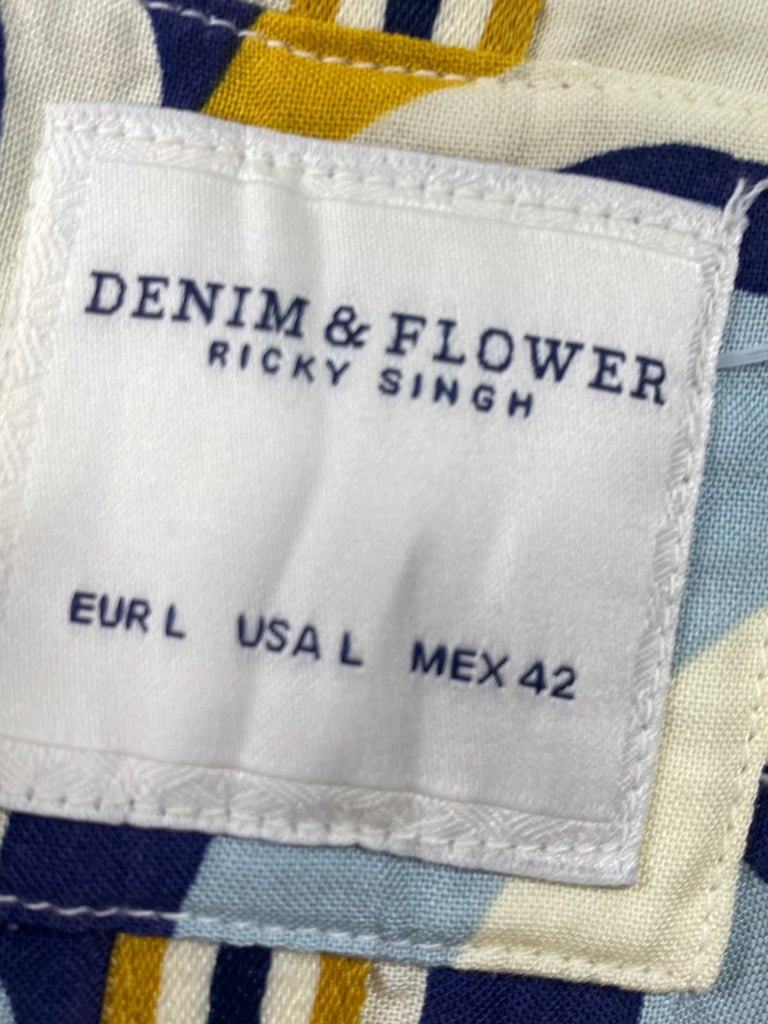 DENIM & FLOWER
RICKY SINGH
EUR L USA L MEX 42